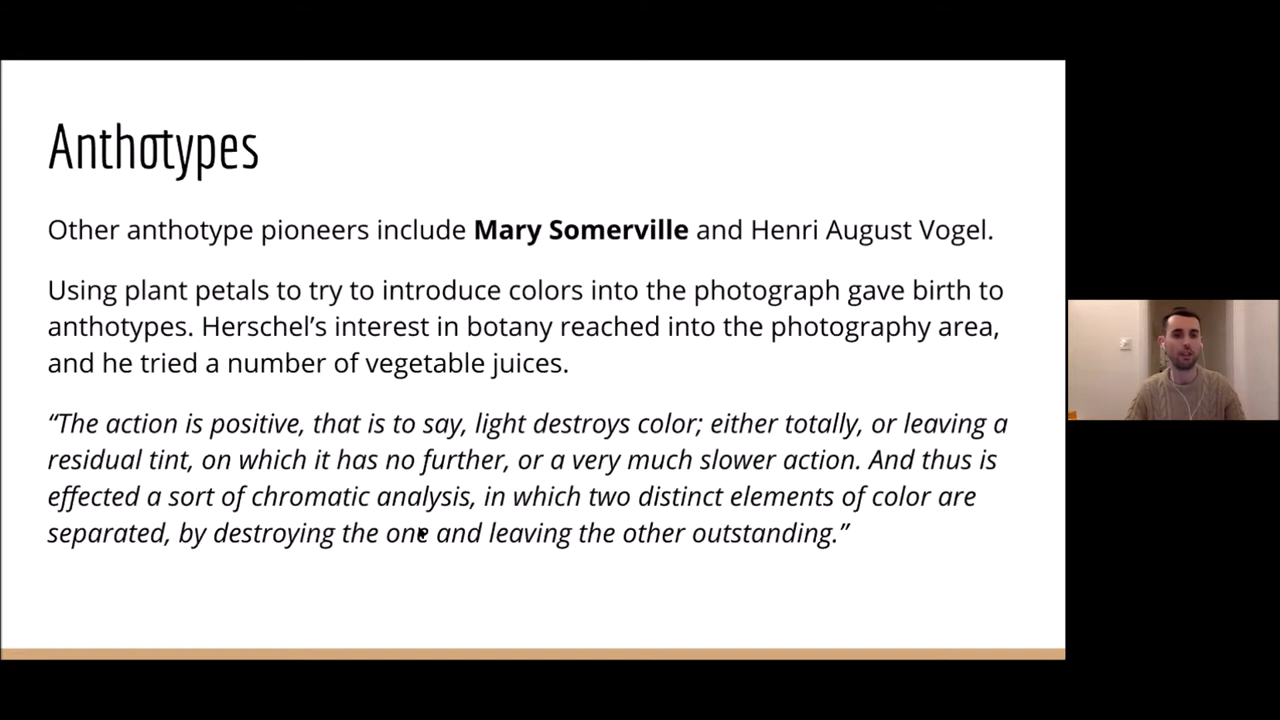 Anthotypes
Other anthotype pioneers include Mary Somerville and Henri August Vogel.
Using plant petals to try to introduce colors into the photograph gave birth to
anthotypes. Herschel’s interest in botany reached into the photography area,
and he tried a number of vegetable juices.
“The action is positive, that is to say, light destroys color; either totally, or leaving a
residual tint, on which it has no further, or a very much slower action. And thus is
effected a sort of chromatic analysis, in which two distinct elements of color are
separated, by destroying the one and leaving the other outstanding.”